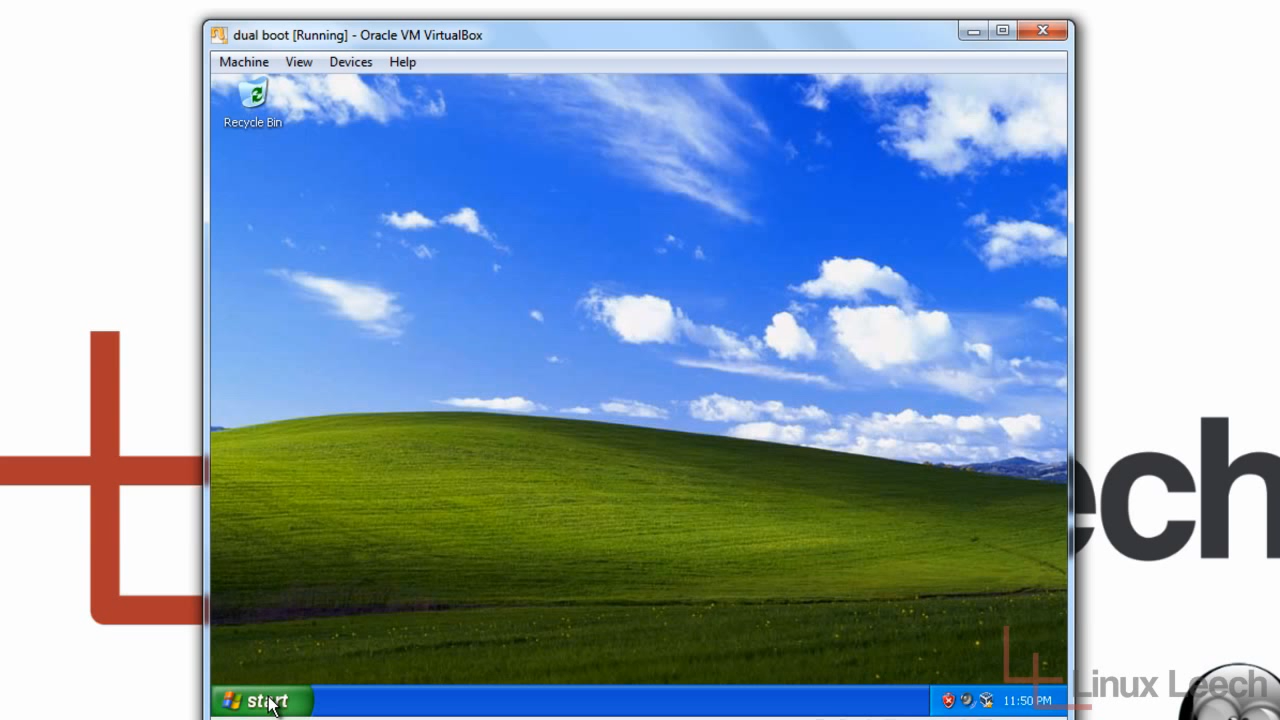 dual boot [Running] - Oracle VM VirtualBox
Machine View Devices Help
Recycle Bin
ech
start
11:50 PM
Linux Leech